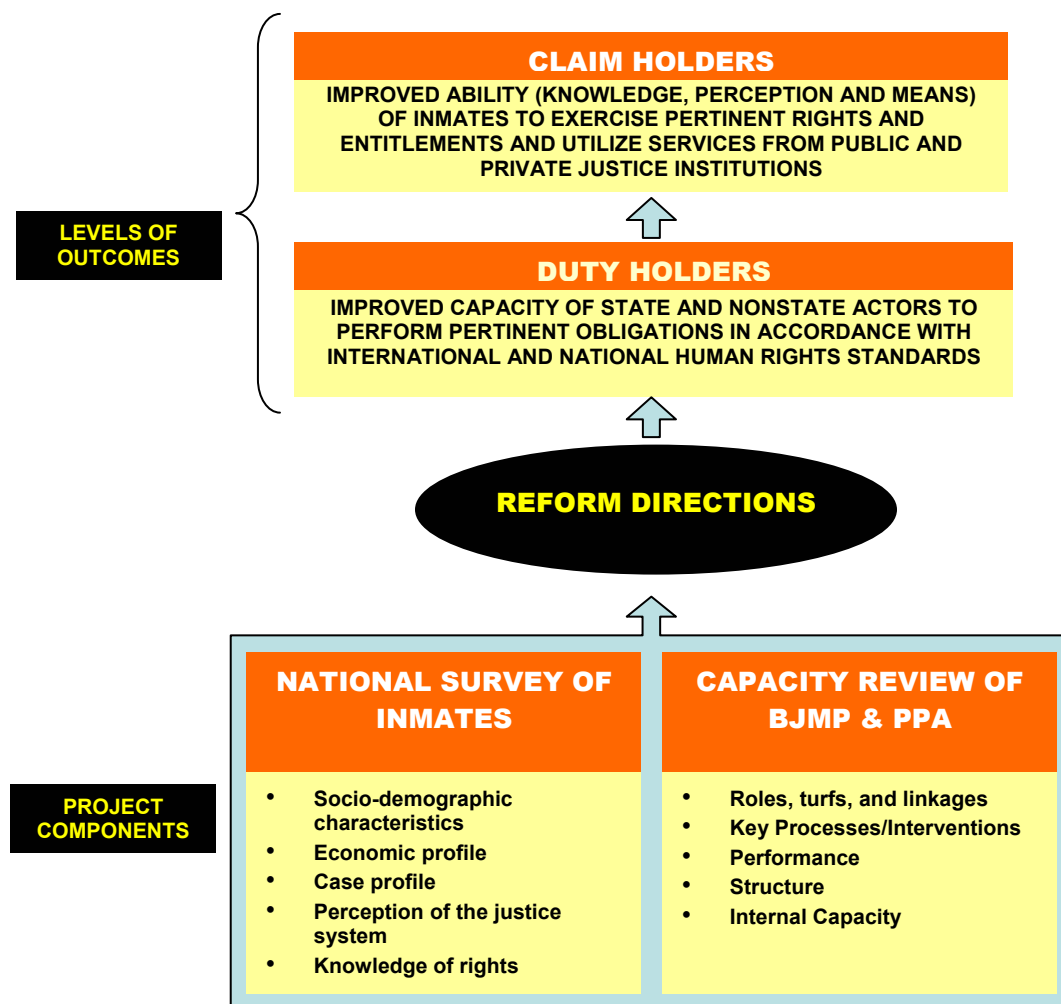 CLAIM HOLDERS
IMPROVED ABILITY (KNOWLEDGE, PERCEPTION AND MEANS)
OF INMATES TO EXERCISE PERTINENT RIGHTS AND
ENTITLEMENTS AND UTILIZE SERVICES FROM PUBLIC AND
PRIVATE JUSTICE INSTITUTIONS
LEVELS OF
OUTCOMES
DUTY HOLDERS
IMPROVED CAPACITY OF STATE AND NONSTATE ACTORS TO
PERFORM PERTINENT OBLIGATIONS IN ACCORDANCE WITH
INTERNATIONAL AND NATIONAL HUMAN RIGHTS STANDARDS
REFORM DIRECTIONS
PROJECT
COMPONENTS
NATIONAL SURVEY OF
INMATES
• Socio-demographic
characteristics
• Economic profile
• Case profile
• Perception of the justice
system
• Knowledge of rights
CAPACITY REVIEW OF
BJMP & PPA
• Roles, turfs, and linkages
• Key Processes/Interventions
• Performance
• Structure
• Internal Capacity